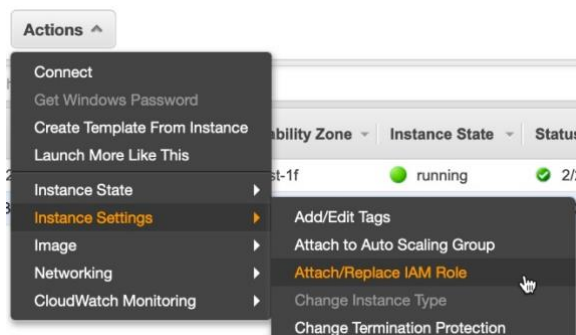 Actions
Connect
Get Windows Password
Create Template From Instance
Launch More Like This
Instance State
Instance Settings
Image
Networking
CloudWatch Monitoring
Zone
Instance State
Status
st-1f
running
2/
Add/Edit Tags
Attach to Auto Scaling Group
Attach/Replace IAM Role
Change Instance Type
Change Termination Protection